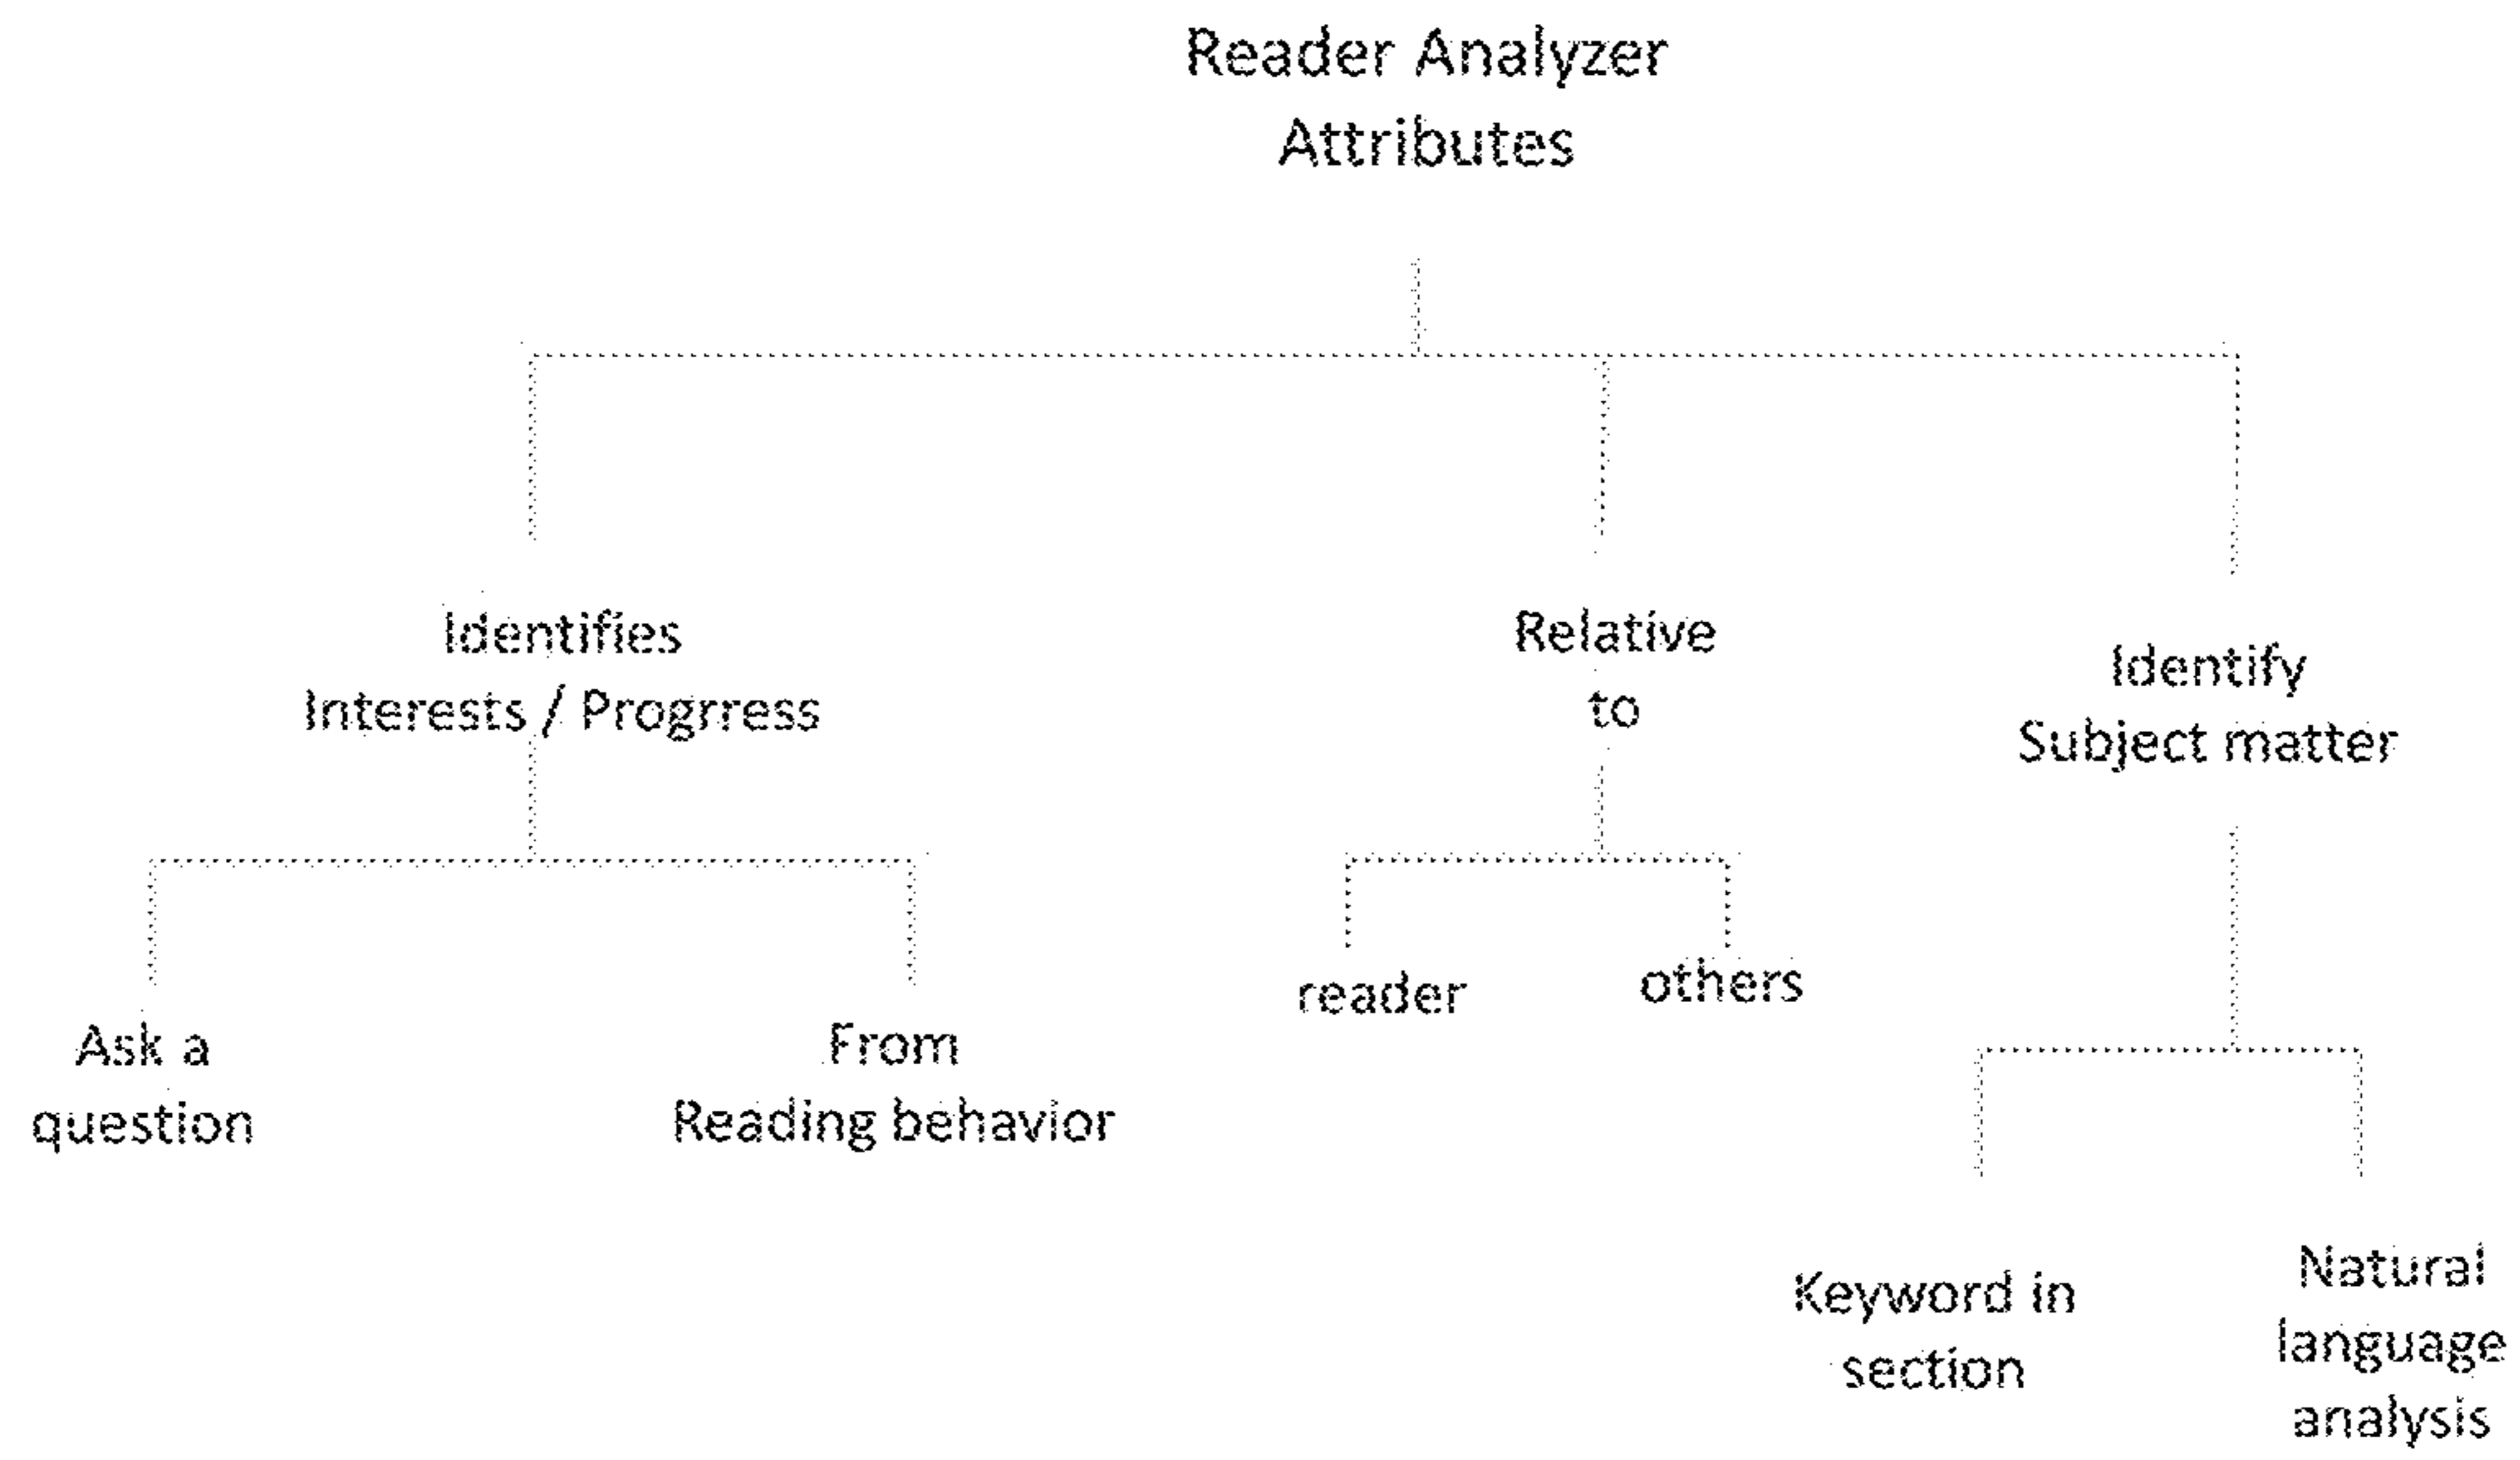 Reader Analyzer
Attributes
Identifies
Interests / Progrress
Relative
to
Identify
Subject matter
Ask a
question
From
Reading behavior
reader
others
Keyword in
section
Natural
language
analysis